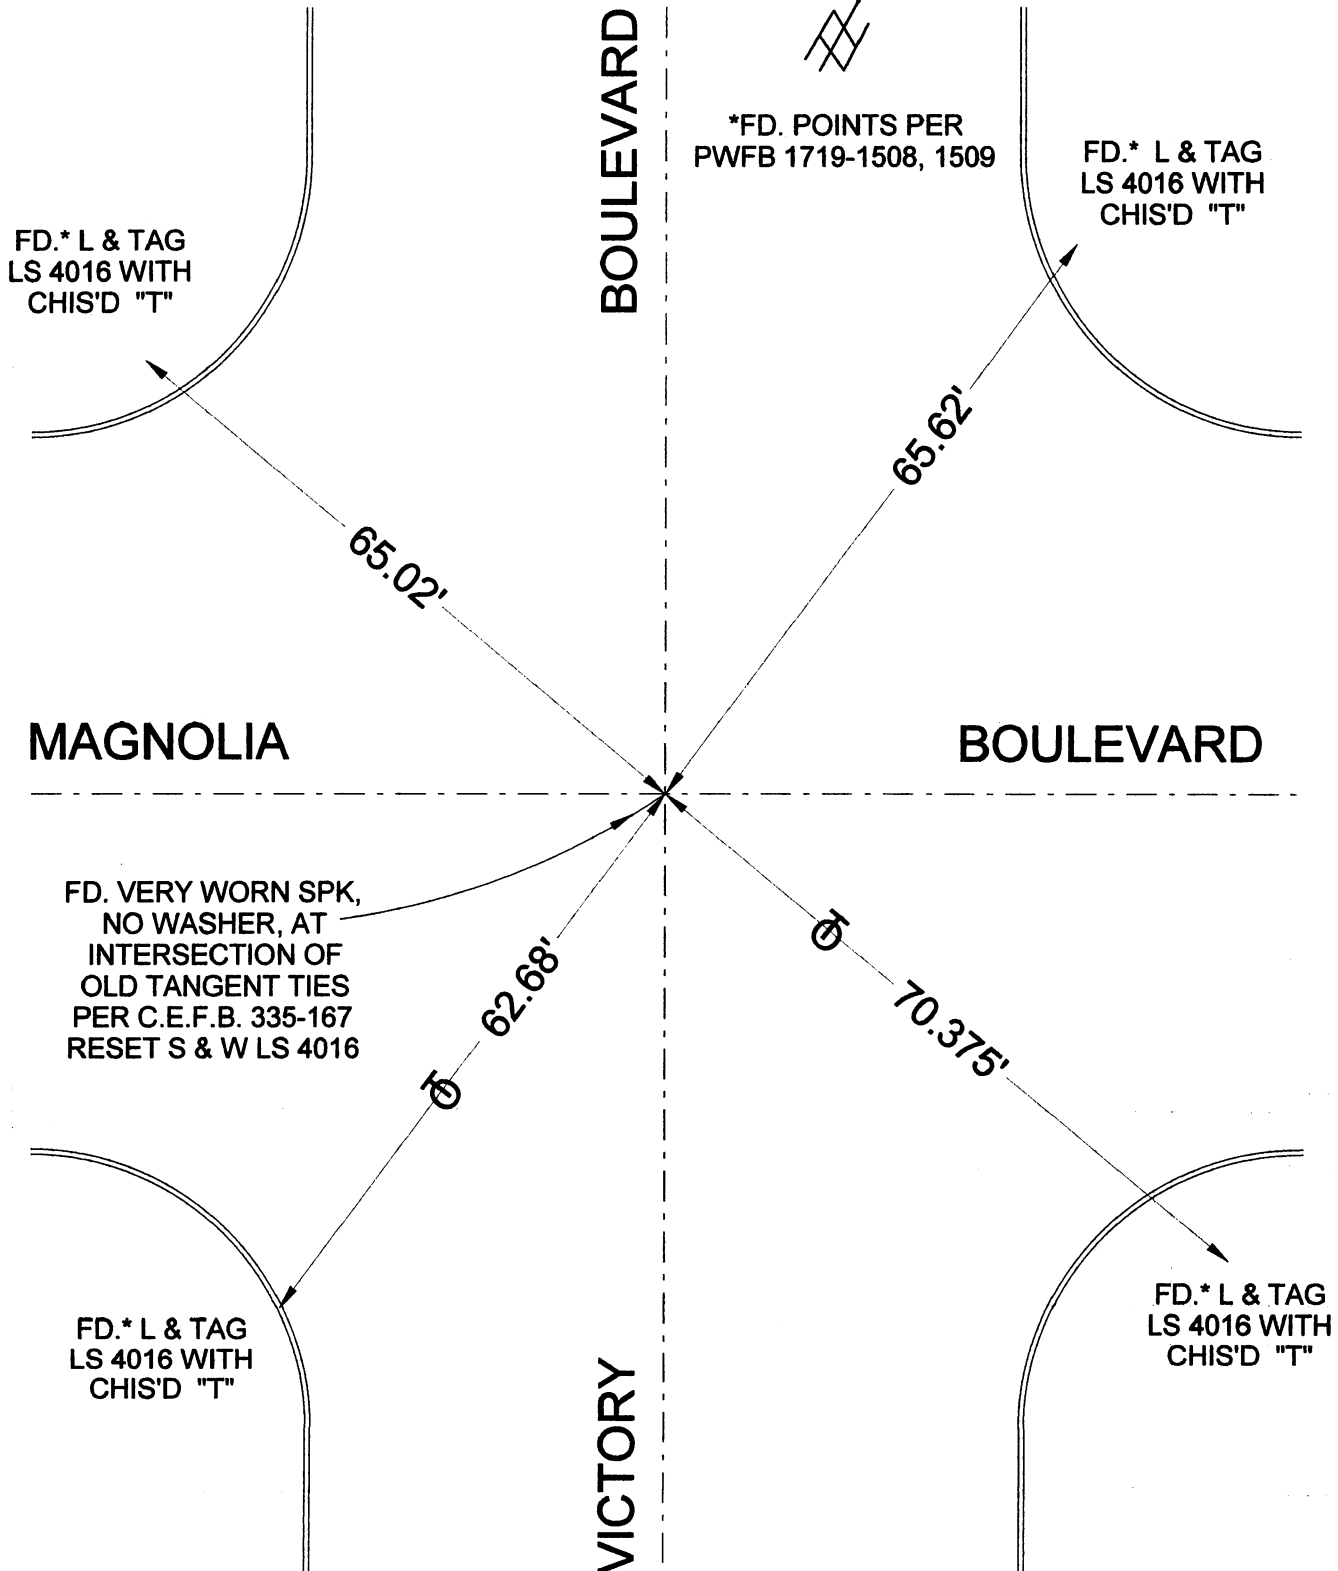 BOULEVARD
*FD. POINTS PER
PWFB 1719-1508, 1509
FD.* L & TAG
LS 4016 WITH
CHIS'D "T"
FD.* L & TAG
LS 4016 WITH
CHIS'D "T"
65.62'
65.02'
MAGNOLIA
BOULEVARD
FD. VERY WORN SPK,
NO WASHER, AT
INTERSECTION OF
OLD TANGENT TIES
PER C.E.F.B. 335-167
RESET S & W LS 4016
62.68'
70.375'
FD.* L & TAG
LS 4016 WITH
CHIS'D "T"
FD.* L & TAG
LS 4016 WITH
CHIS'D "T"
VICTORY